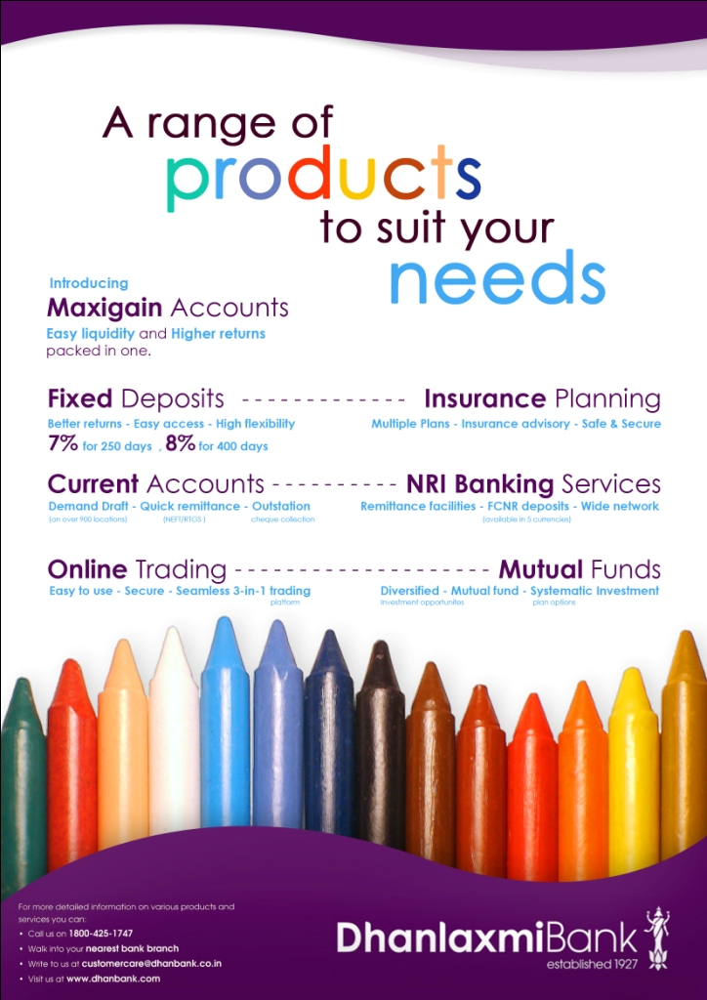 A range of
products
to suit your
needs
Introducing
Maxigain Accounts
Easy liquidity and Higher returns
packed in one.
Fixed Deposits - - - - - - - - - - - - - Insurance Planning
Better returns - Easy access - High flexibility
Multiple Plans - Insurance advisory - Safe & Secure
7% for 250 days , 8% for 400 days
Current Accounts - - - - - - - - - - NRI Banking Services
Demand Draft - Quick remittance - Outstation
(on over 900 locations) (NEFT/RTGS ) cheque collection
Remittance facilities - FCNR deposits - Wide network
(available in 5 currencies)
Online Trading - - - - - - - - - - - - - - - - - - - - Mutual Funds
Easy to use - Secure - Seamless 3-in-1 trading
platform
Diversified - Mutual fund - Systematic Investment
Investment opportunites plan options
For more detailed information on various products and
services you can:
• Call us on 1800-425-1747
• Walk into your nearest bank branch
• Write to us at customercare@dhanbank.co.in
• Visit us at www.dhanbank.com
DhanlaxmiBank
established 1927